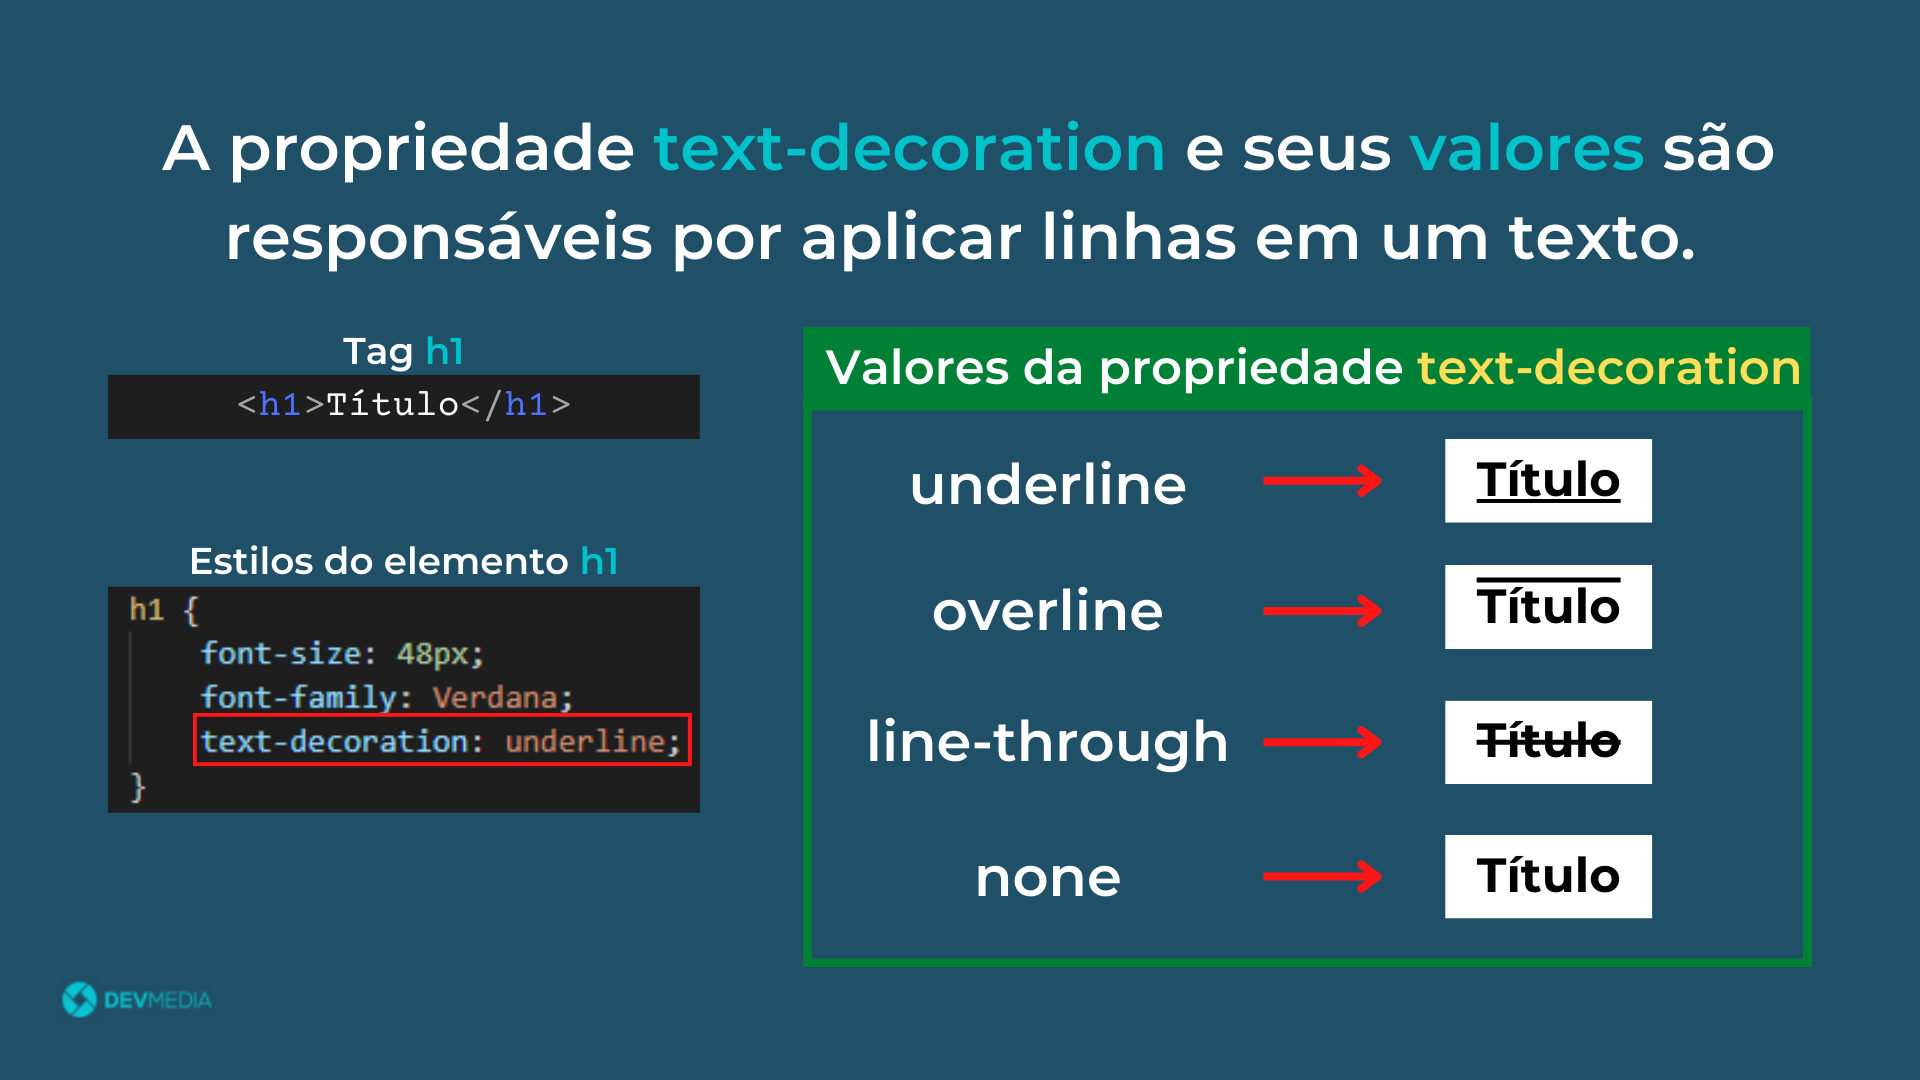 A propriedade text-decoration e seus valores são
responsáveis por aplicar linhas em um texto.
Tag h1
<h1>Título</h1>
Estilos do elemento h1
h1 {
font-size: 48px;
font-family: Verdana;
text-decoration: underline;
}
Valores da propriedade text-decoration
underline Título
overline Título
line-through Título
none Título
DEVMEDIA